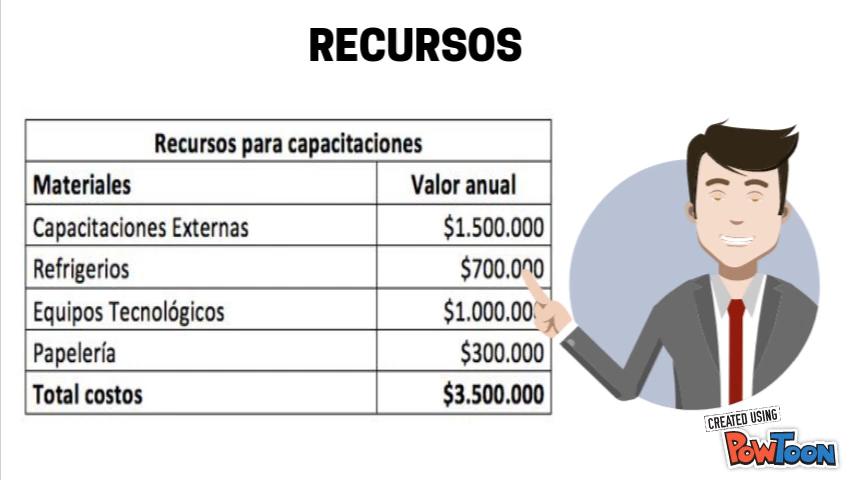 RECURSOS
Recursos para capacitaciones
Materiales Valor anual
Capacitaciones Externas $1.500.000
Refrigerios $700.000
Equipos Tecnológicos $1.000.000
Papelería $300.000
Total costos $3.500.000
CREATED USING
POWTOON